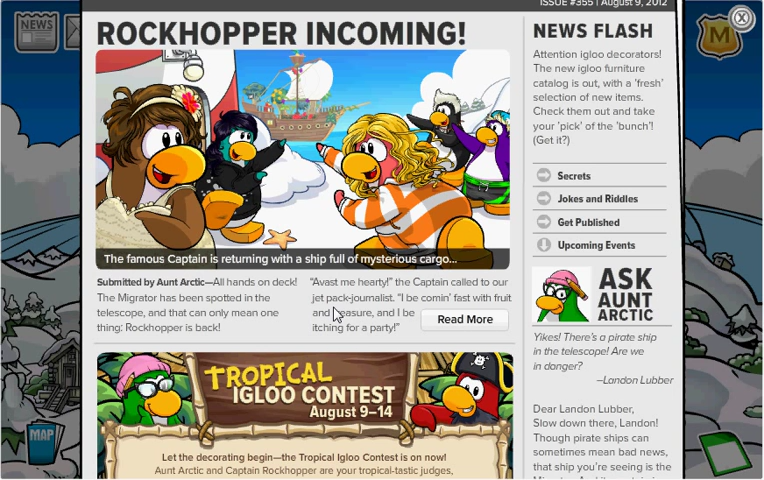 NEWS
ISSUE #355 | August 9, 2012
M
ROCKHOPPER INCOMING!
The famous Captain is returning with a ship full of mysterious cargo...
Submitted by Aunt Arctic—All hands on deck!
The Migrator has been spotted in the
telescope, and that can only mean one
thing: Rockhopper is back!
"Avast me hearty!" the Captain called to our
jet pack-journalist. "I be comin' fast with fruit
and treasure, and I be
itching for a party!"
Read More
TROPICAL
IGLOO CONTEST
August 9–14
Let the decorating begin—the Tropical Igloo Contest is on now!
Aunt Arctic and Captain Rockhopper are your tropical-tastic judges,
NEWS FLASH
Attention igloo decorators!
The new igloo furniture
catalog is out, with a 'fresh'
selection of new items.
Check them out and take
your 'pick' of the 'bunch'!
(Get it?)
Secrets
Jokes and Riddles
Get Published
Upcoming Events
ASK
AUNT
ARCTIC
Yikes! There's a pirate ship
in the telescope! Are we
in danger?
–Landon Lubber
Dear Landon Lubber,
Slow down there, Landon!
Though pirate ships can
sometimes mean bad news,
that ship you're seeing is the
MAP